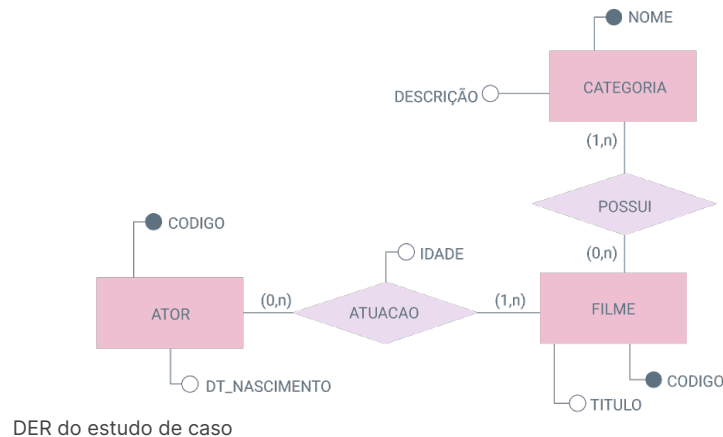 NOME
CATEGORIA
DESCRIÇÃO
(1,n)
POSSUI
CODIGO
IDADE
(0,n)
(0,n)
(1,n)
ATOR
ATUACAO
FILME
DT_NASCIMENTO
CODIGO
TITULO
DER do estudo de caso